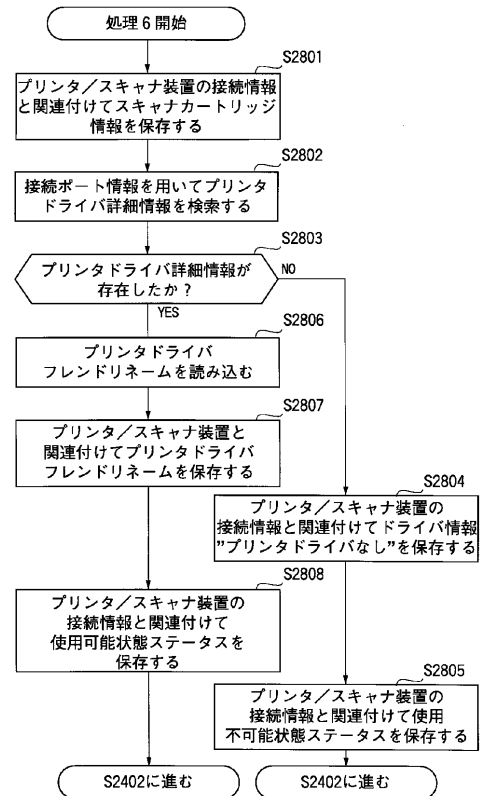 処理6開始
S2801
プリンタ／スキャナ装置の接続情報
と関連付けてスキャナカートリッジ
情報を保存する
S2802
接続ポート情報を用いてプリンタ
ドライバ詳細情報を検索する
S2803
プリンタドライバ詳細情報が
存在したか？
NO
YES
S2806
プリンタドライバ
フレンドリネームを読み込む
S2807
プリンタ／スキャナ装置と
関連付けてプリンタドライバ
フレンドリネームを保存する
S2804
プリンタ／スキャナ装置の
接続情報と関連付けてドライバ情報
”プリンタドライバなし”を保存する
S2808
プリンタ／スキャナ装置の
接続情報と関連付けて
使用可能状態ステータスを
保存する
S2805
プリンタ／スキャナ装置の
接続情報と関連付けて使用
不可能状態ステータスを保存する
S2402に進む
S2402に進む